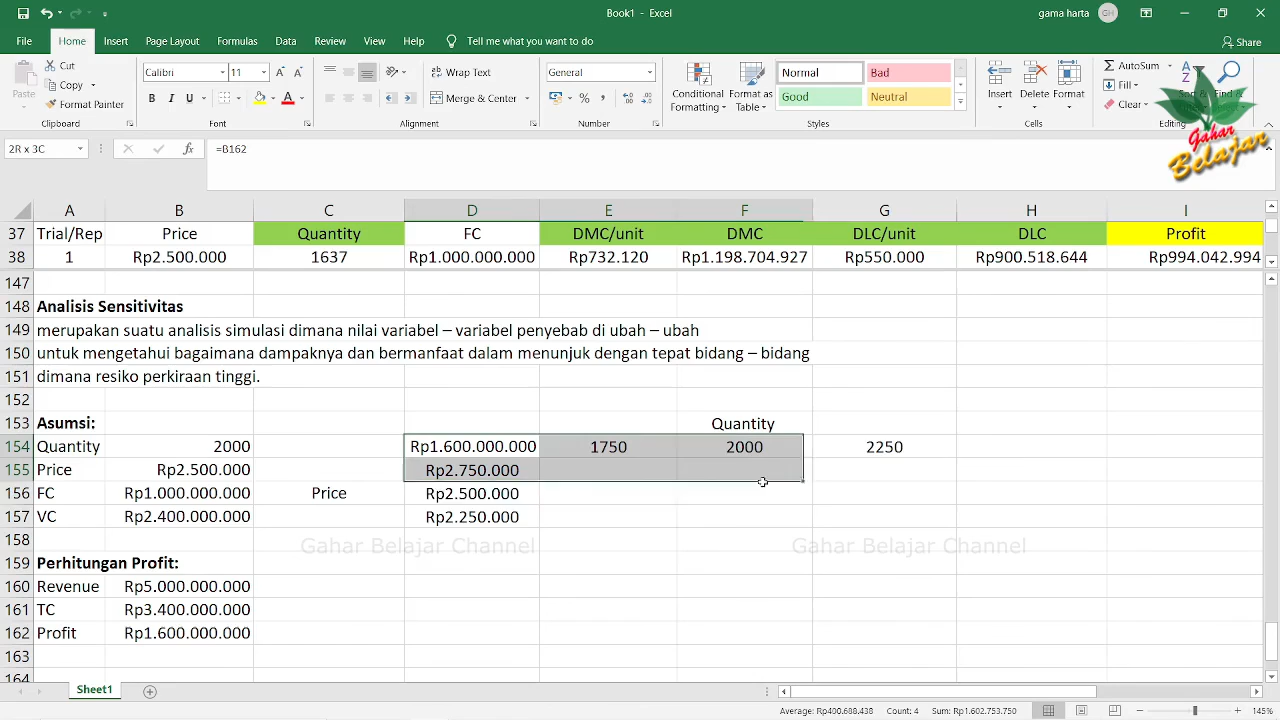 Book1 - Excel
gama harta
GH
File Home Insert Page Layout Formulas Data Review View Help Tell me what you want to do Share
Cut
Copy
Format Painter
Paste
Clipboard
Calibri 11
B I U
Font
Wrap Text
Merge & Center
Alignment
General
Number
Conditional Formatting
Format as Table
Normal Bad
Good Neutral
Styles
Insert Delete Format
Cells
AutoSum
Fill
Clear
Gahar Belajar
2R x 3C
=B162
A B C D E F G H I
37 Trial/Rep Price Quantity FC DMC/unit DMC DLC/unit DLC Profit
38 1 Rp2.500.000 1637 Rp1.000.000.000 Rp732.120 Rp1.198.704.927 Rp550.000 Rp900.518.644 Rp994.042.994
147
148 Analisis Sensitivitas
149 merupakan suatu analisis simulasi dimana nilai variabel – variabel penyebab di ubah – ubah
150 untuk mengetahui bagaimana dampaknya dan bermanfaat dalam menunjuk dengan tepat bidang – bidang
151 dimana resiko perkiraan tinggi.
152
153 Asumsi: Quantity
154 Quantity 2000 Rp1.600.000.000 1750 2000 2250
155 Price Rp2.500.000 Rp2.750.000
156 FC Rp1.000.000.000 Price Rp2.500.000
157 VC Rp2.400.000.000 Rp2.250.000
158
Gahar Belajar Channel Gahar Belajar Channel
159 Perhitungan Profit:
160 Revenue Rp5.000.000.000
161 TC Rp3.400.000.000
162 Profit Rp1.600.000.000
163
164
Sheet1
Average: Rp400.688.438 Count: 4 Sum: Rp1.602.753.750 145%